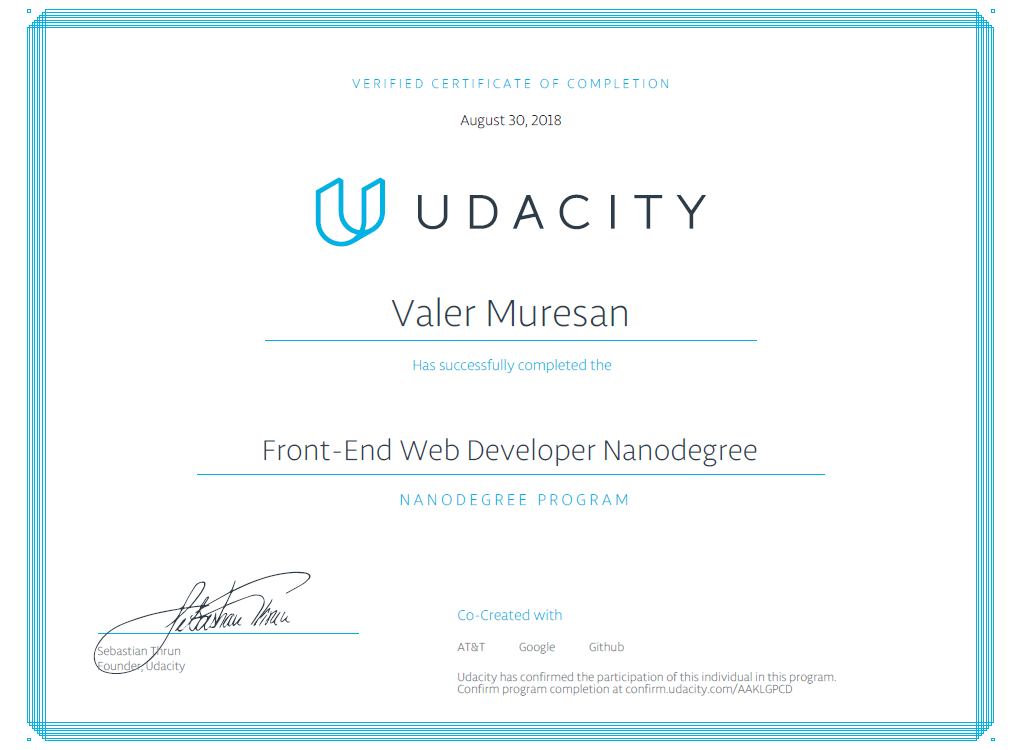 VERIFIED CERTIFICATE OF COMPLETION
August 30, 2018
UDACITY
Valer Muresan
Has successfully completed the
Front-End Web Developer Nanodegree
NANODEGREE PROGRAM
Sebastian Thrun
Sebastian Thrun
Founder, Udacity
Co-Created with
AT&T Google Github
Udacity has confirmed the participation of this individual in this program.
Confirm program completion at confirm.udacity.com/AAKLGPCD